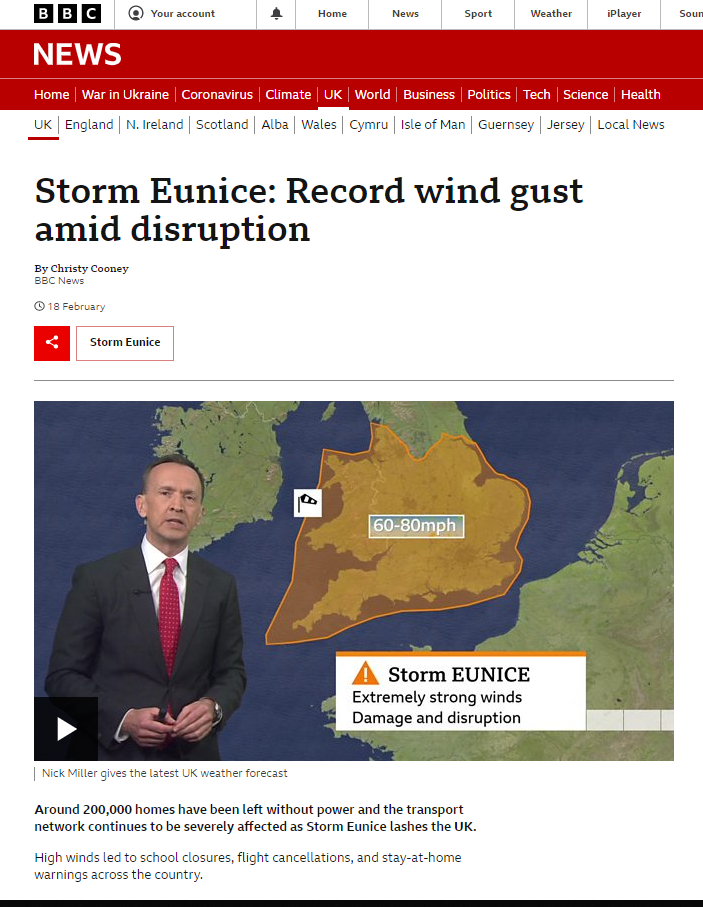 BBC Your account Home News Sport Weather iPlayer Soun
NEWS
Home War in Ukraine Coronavirus Climate UK World Business Politics Tech Science Health
UK England N. Ireland Scotland Alba Wales Cymru Isle of Man Guernsey Jersey Local News
Storm Eunice: Record wind gust
amid disruption
By Christy Cooney
BBC News
18 February
Storm Eunice
60-80mph
Storm EUNICE
Extremely strong winds
Damage and disruption
Nick Miller gives the latest UK weather forecast
Around 200,000 homes have been left without power and the transport
network continues to be severely affected as Storm Eunice lashes the UK.
High winds led to school closures, flight cancellations, and stay-at-home
warnings across the country.